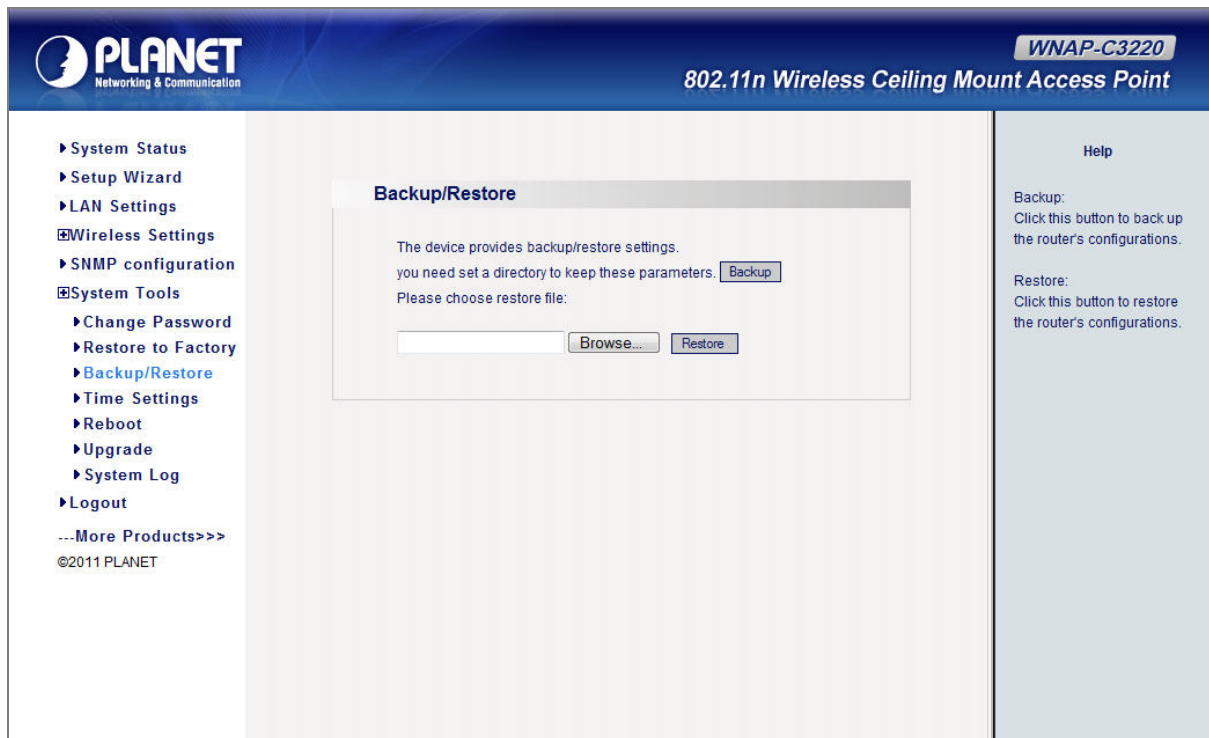 PLANET
Networking & Communication
WNAP-C3220
802.11n Wireless Ceiling Mount Access Point
System Status
Setup Wizard
LAN Settings
Wireless Settings
SNMP configuration
System Tools
Change Password
Restore to Factory
Backup/Restore
Time Settings
Reboot
Upgrade
System Log
Logout
---More Products>>>
©2011 PLANET
Backup/Restore
The device provides backup/restore settings.
you need set a directory to keep these parameters. Backup
Please choose restore file:
Browse... Restore
Help
Backup:
Click this button to back up
the router's configurations.
Restore:
Click this button to restore
the router's configurations.